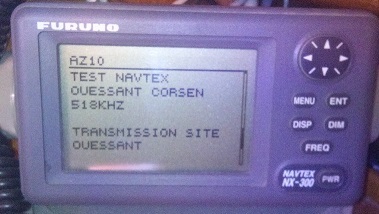 FURUNO
AZ10
TEST NAVTEX
OUESSANT CORSEN
518KHZ
TRANSMISSION SITE
OUESSANT
MENU
ENT
DISP
DIM
FREQ
NAVTEX
NX-300
PWR